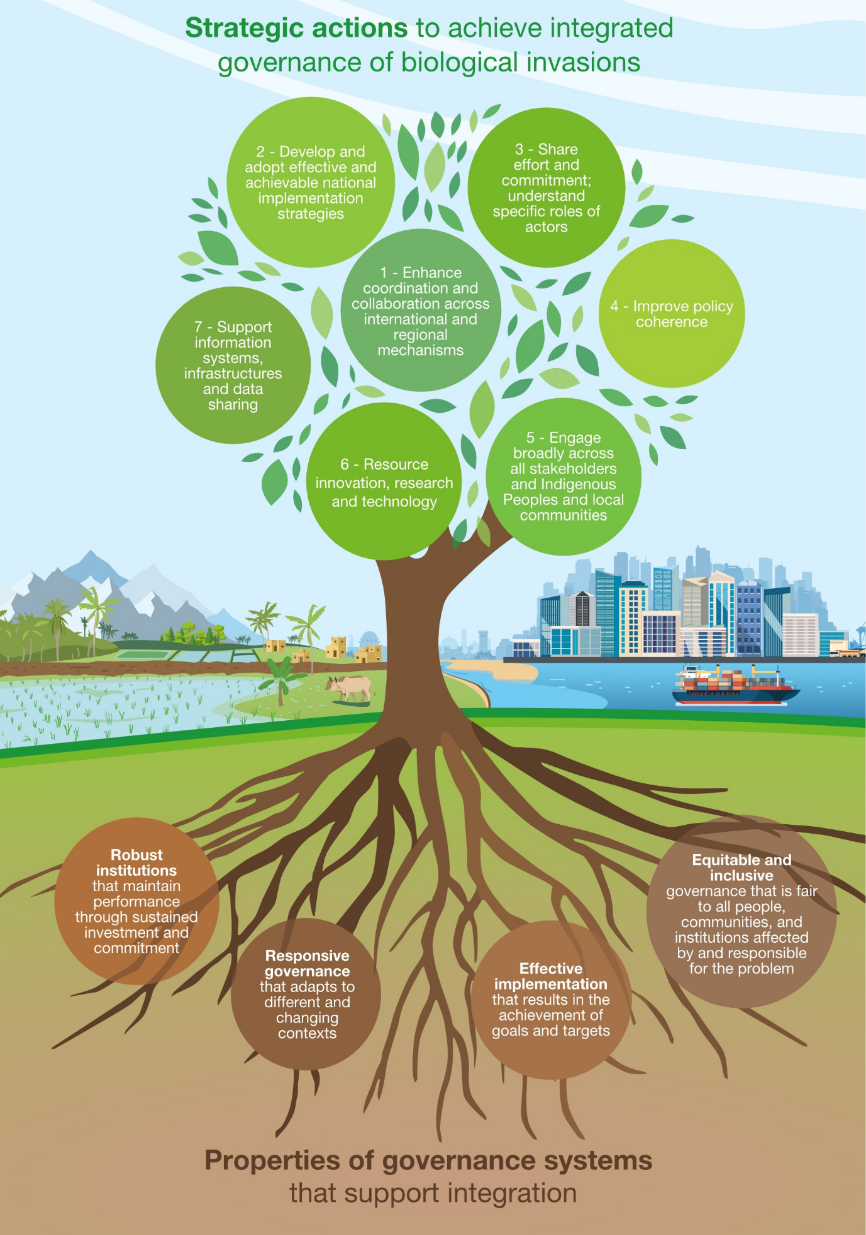 Strategic actions to achieve integrated
governance of biological invasions
2 - Develop and
adopt effective and
achievable national
implementation
strategies
3 - Share
effort and
commitment;
understand
specific roles of
actors
1 - Enhance
coordination and
collaboration across
international and
regional
mechanisms
4 - Improve policy
coherence
7 - Support
information
systems,
infrastructures
and data
sharing
6 - Resource
innovation, research
and technology
5 - Engage
broadly across
all stakeholders
and Indigenous
Peoples and local
communities
Robust
institutions
that maintain
performance
through sustained
investment and
commitment
Responsive
governance
that adapts to
different and
changing
contexts
Effective
implementation
that results in the
achievement of
goals and targets
Equitable and
inclusive
governance that is fair
to all people,
communities, and
institutions affected
by and responsible
for the problem
Properties of governance systems
that support integration